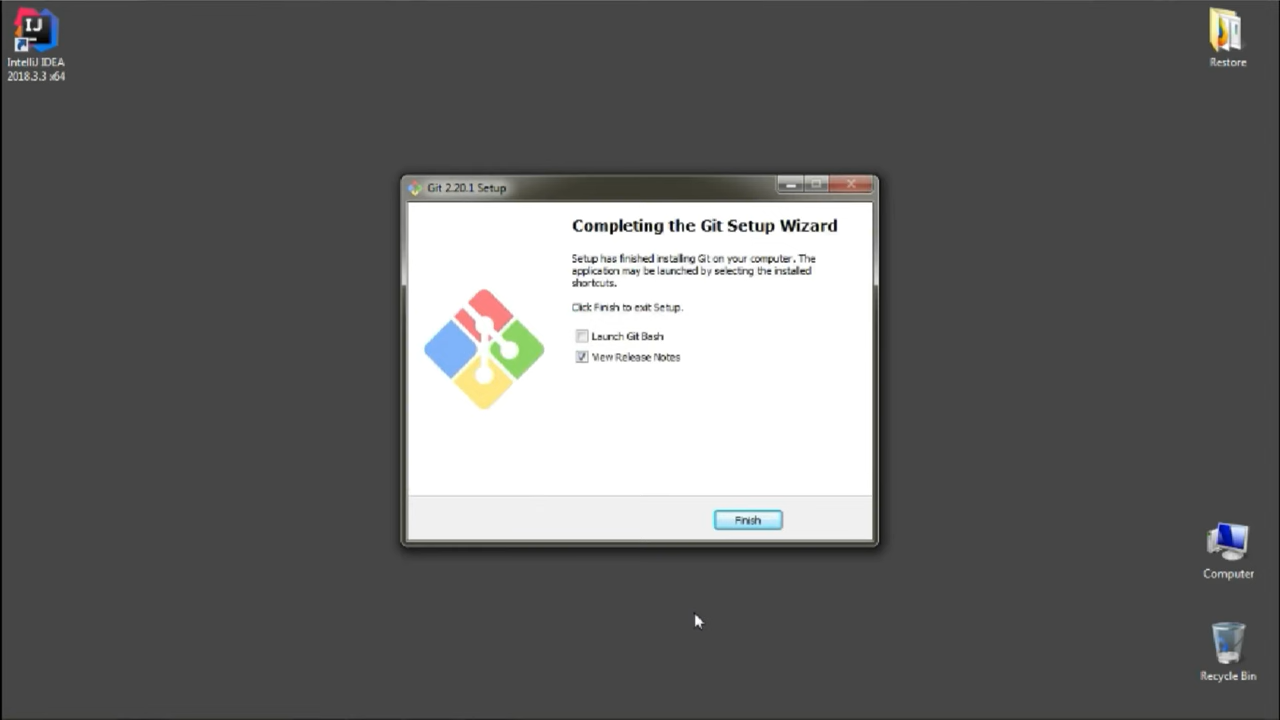 IJ
IntelliJ IDEA
2018.3.3 x64
Restore
Git 2.20.1 Setup
Completing the Git Setup Wizard
Setup has finished installing Git on your computer. The
application may be launched by selecting the installed
shortcuts.
Click Finish to exit Setup.
Launch Git Bash
View Release Notes
Finish
Computer
Recycle Bin